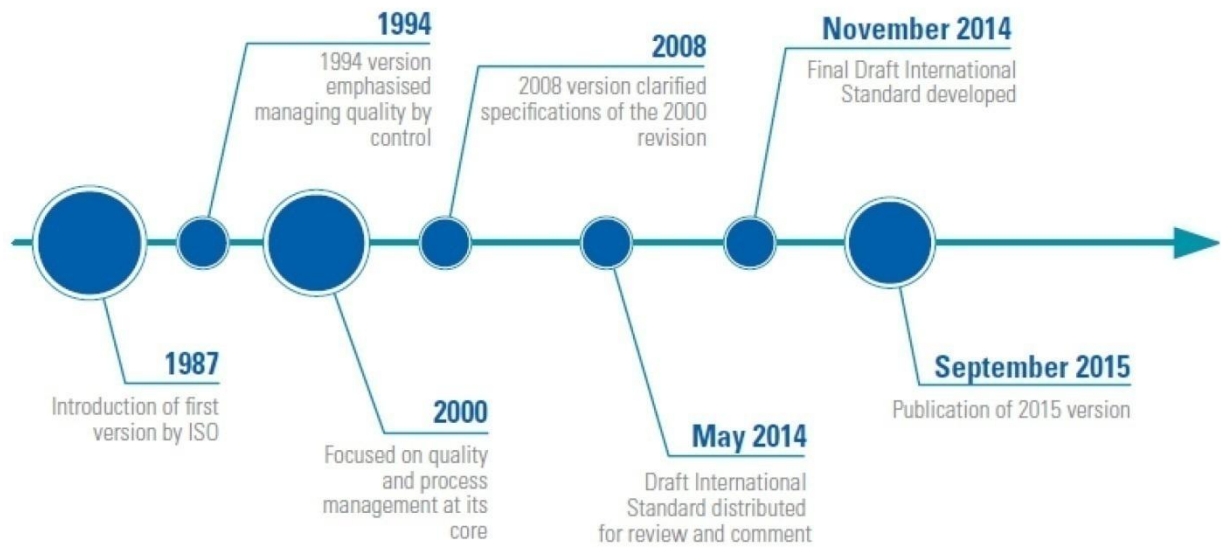 1994
1994 version
emphasised
managing quality by
control
2008
2008 version clarified
specifications of the 2000
revision
November 2014
Final Draft International
Standard developed
1987
Introduction of first
version by ISO
2000
Focused on quality
and process
management at its
core
May 2014
Draft International
Standard distributed
for review and comment
September 2015
Publication of 2015 version